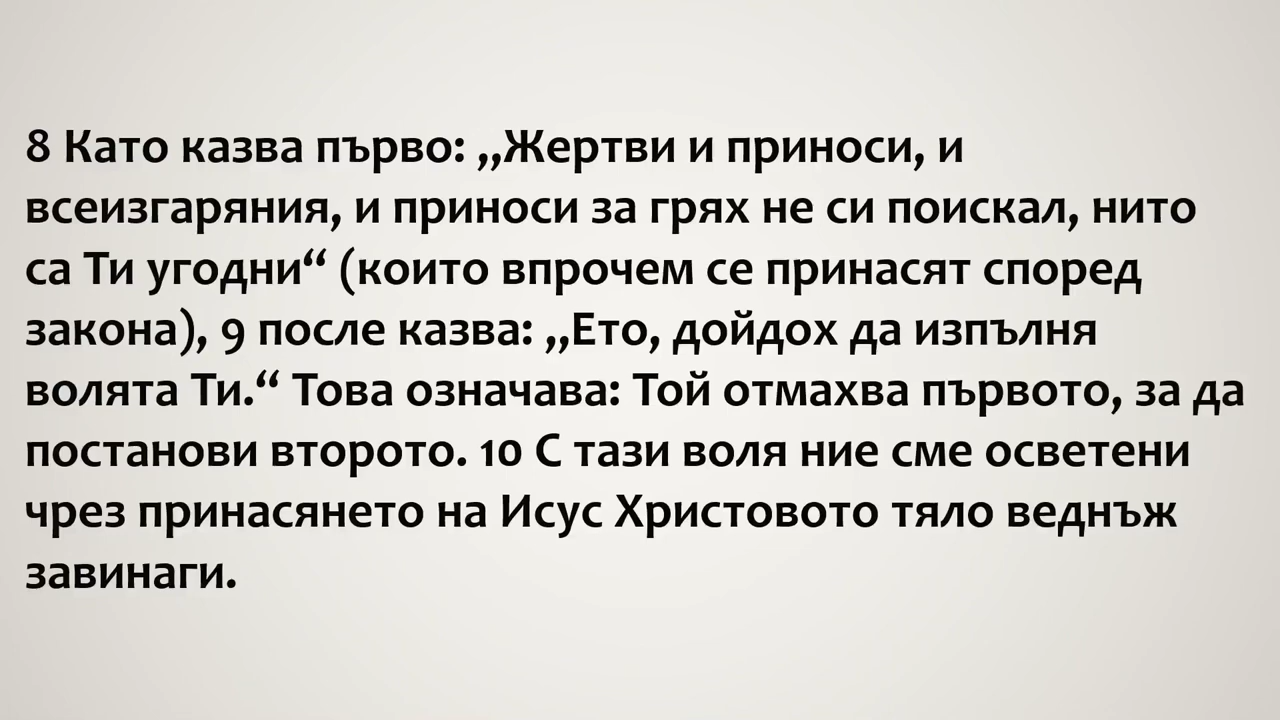 8 Като казва първо: „Жертви и приноси, и
всеизгаряния, и приноси за грях не си поискал, нито
са Ти угодни“ (които впрочем се принасят според
закона), 9 после казва: „Ето, дойдох да изпълня
волята Ти.“ Това означава: Той отмахва първото, за да
постанови второто. 10 С тази воля ние сме осветени
чрез принасянето на Исус Христовото тяло веднъж
завинаги.